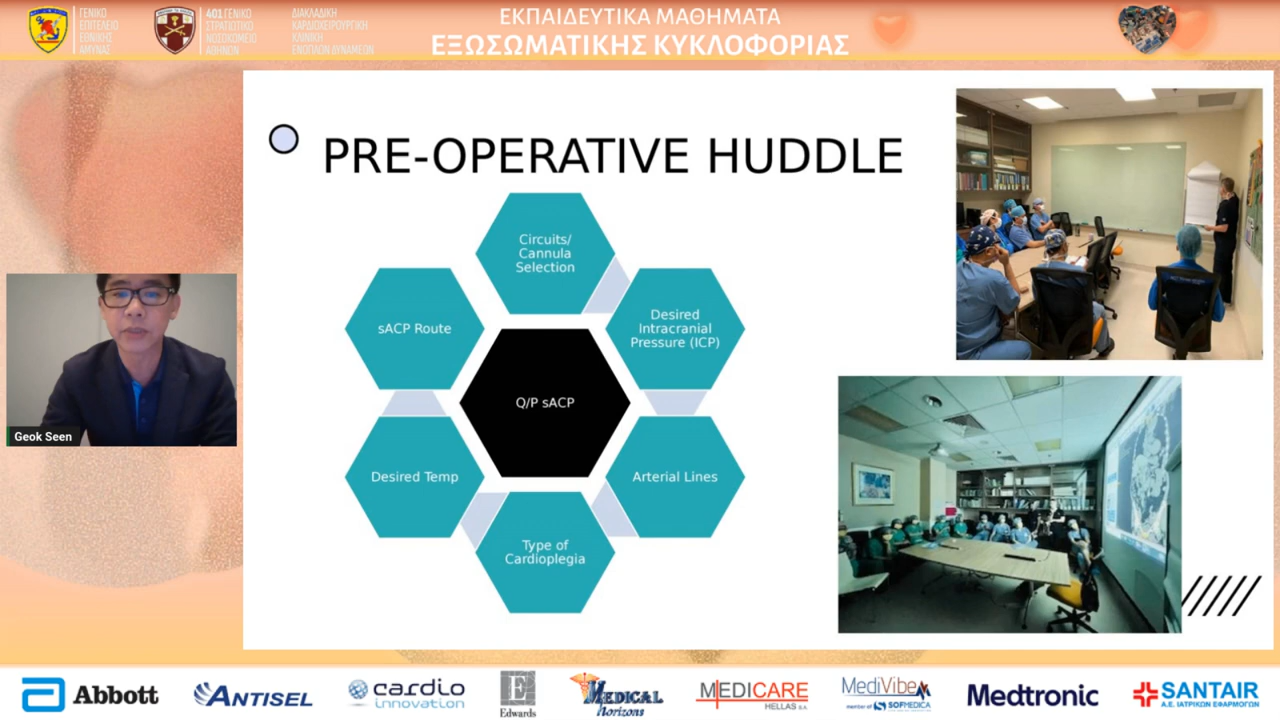 ΓΕΝΙΚΟ
ΕΠΙΤΕΛΕΙΟ
ΕΘΝΙΚΗΣ
ΑΜΥΝΑΣ
401 ΓΕΝΙΚΟ
ΣΤΡΑΤΙΩΤΙΚΟ
ΝΟΣΟΚΟΜΕΙΟ
ΑΘΗΝΩΝ
ΔΙΑΚΛΑΔΙΚΗ
ΚΑΡΔΙΟΧΕΙΡΟΥΡΓΙΚΗ
ΚΛΙΝΙΚΗ
ΕΝΟΠΛΩΝ ΔΥΝΑΜΕΩΝ
ΕΚΠΑΙΔΕΥΤΙΚΑ ΜΑΘΗΜΑΤΑ
ΕΞΩΣΩΜΑΤΙΚΗΣ ΚΥΚΛΟΦΟΡΙΑΣ
PRE-OPERATIVE HUDDLE
Circuits/
Cannula
Selection
sACP Route
Desired
Intracranial
Pressure (ICP)
Q/P sACP
Desired Temp
Arterial Lines
Type of
Cardioplegia
Geok Seen
Abbott
ANTISEL
cardio
innovation
E
Edwards
MEDICAL
horizons
MEDICARE
HELLAS S.A.
MediVibe
member of SOFMEDICA
Medtronic
SANTAIR
Α.Ε. ΙΑΤΡΙΚΩΝ ΕΦΑΡΜΟΓΩΝ